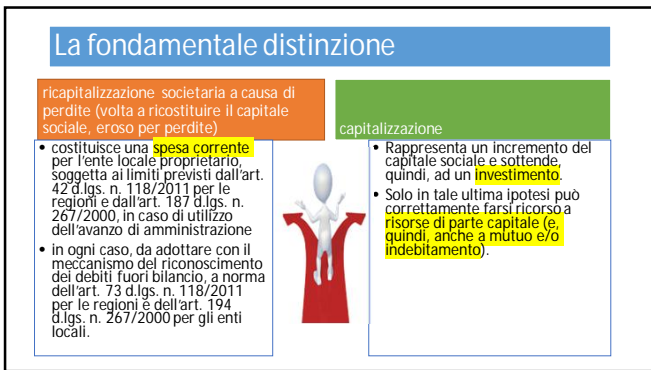 La fondamentale distinzione
ricapitalizzazione societaria a causa di
perdite (volta a ricostituire il capitale
sociale, eroso per perdite)
• costituisce una spesa corrente
per l'ente locale proprietario,
soggetta ai limiti previsti dall'art.
42 d.lgs. n. 118/2011 per le
regioni e dall'art. 187 d.lgs. n.
267/2000, in caso di utilizzo
dell'avanzo di amministrazione
• in ogni caso, da adottare con il
meccanismo del riconoscimento
dei debiti fuori bilancio, a norma
dell'art. 73 d.lgs. n. 118/2011
per le regioni e dell'art. 194
d.lgs. n. 267/2000 per gli enti
locali.
capitalizzazione
• Rappresenta un incremento del
capitale sociale e sottende,
quindi, ad un investimento.
• Solo in tale ultima ipotesi può
correttamente farsi ricorso a
risorse di parte capitale (e,
quindi, anche a mutuo e/o
indebitamento).